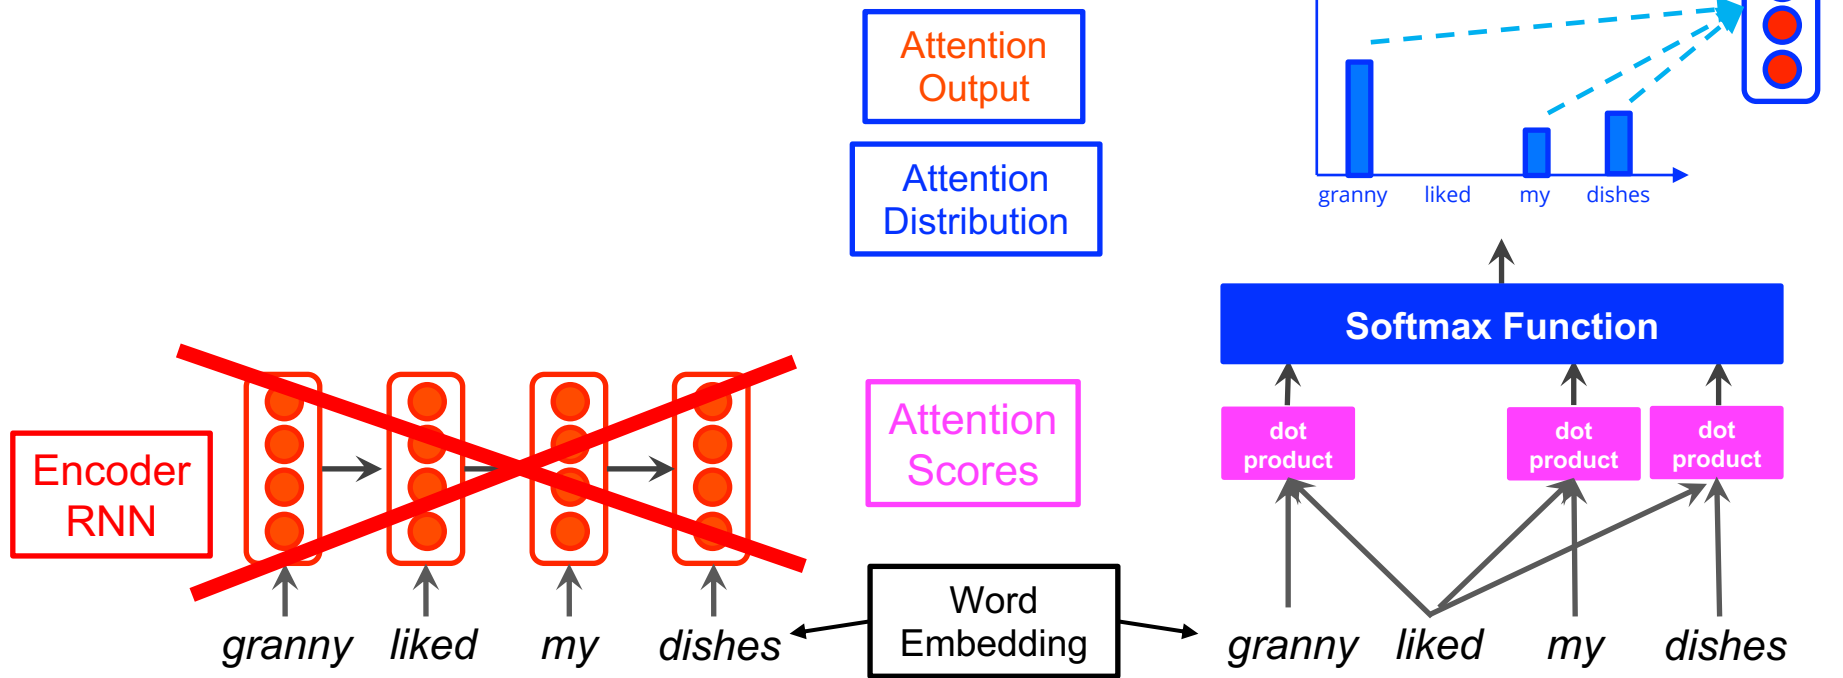 Attention
Output
Attention
Distribution
granny liked my dishes
Softmax Function
Encoder
RNN
Attention
Scores
dot
product
dot
product
dot
product
Word
Embedding
granny liked my dishes
granny liked my dishes